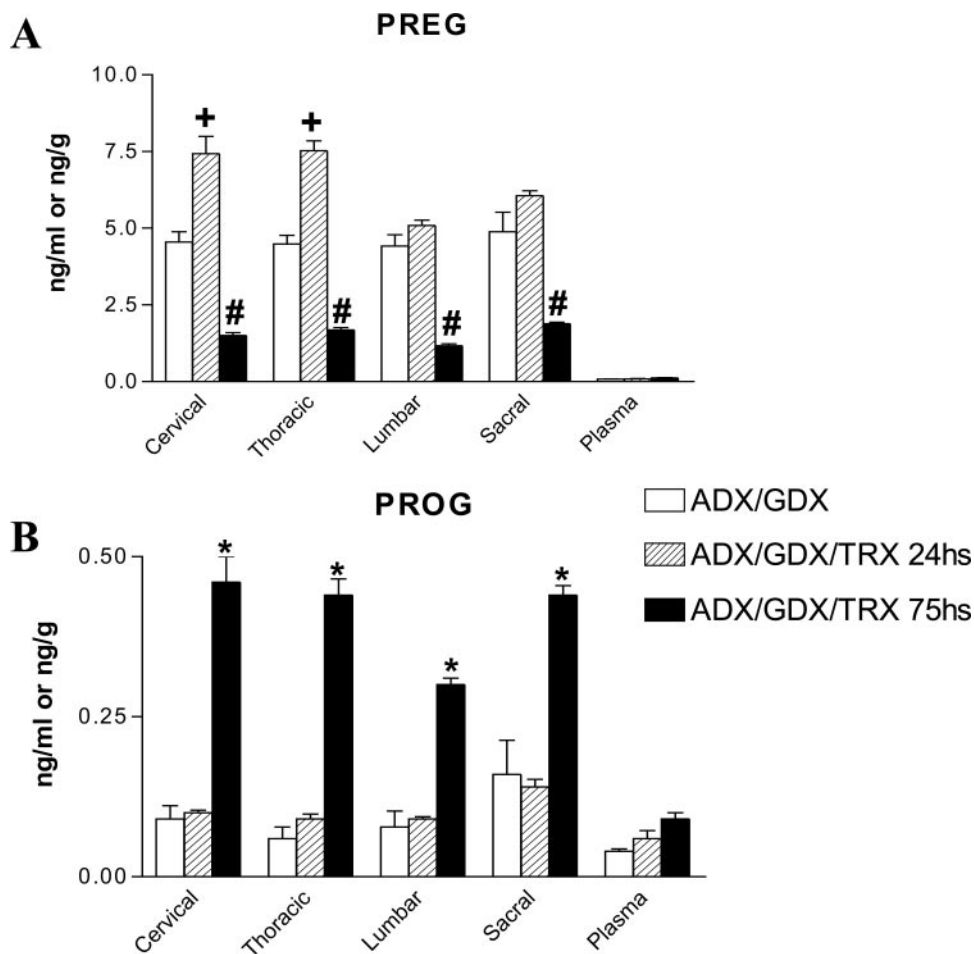 A
PREG
ng/ml or ng/g
10.0
7.5
5.0
2.5
0.0
+
+
#
#
#
#
Cervical
Thoracic
Lumbar
Sacral
Plasma
B
PROG
ng/ml or ng/g
0.50
0.25
0.00
*
*
*
*
Cervical
Thoracic
Lumbar
Sacral
Plasma
ADX/GDX
ADX/GDX/TRX 24hs
ADX/GDX/TRX 75hs